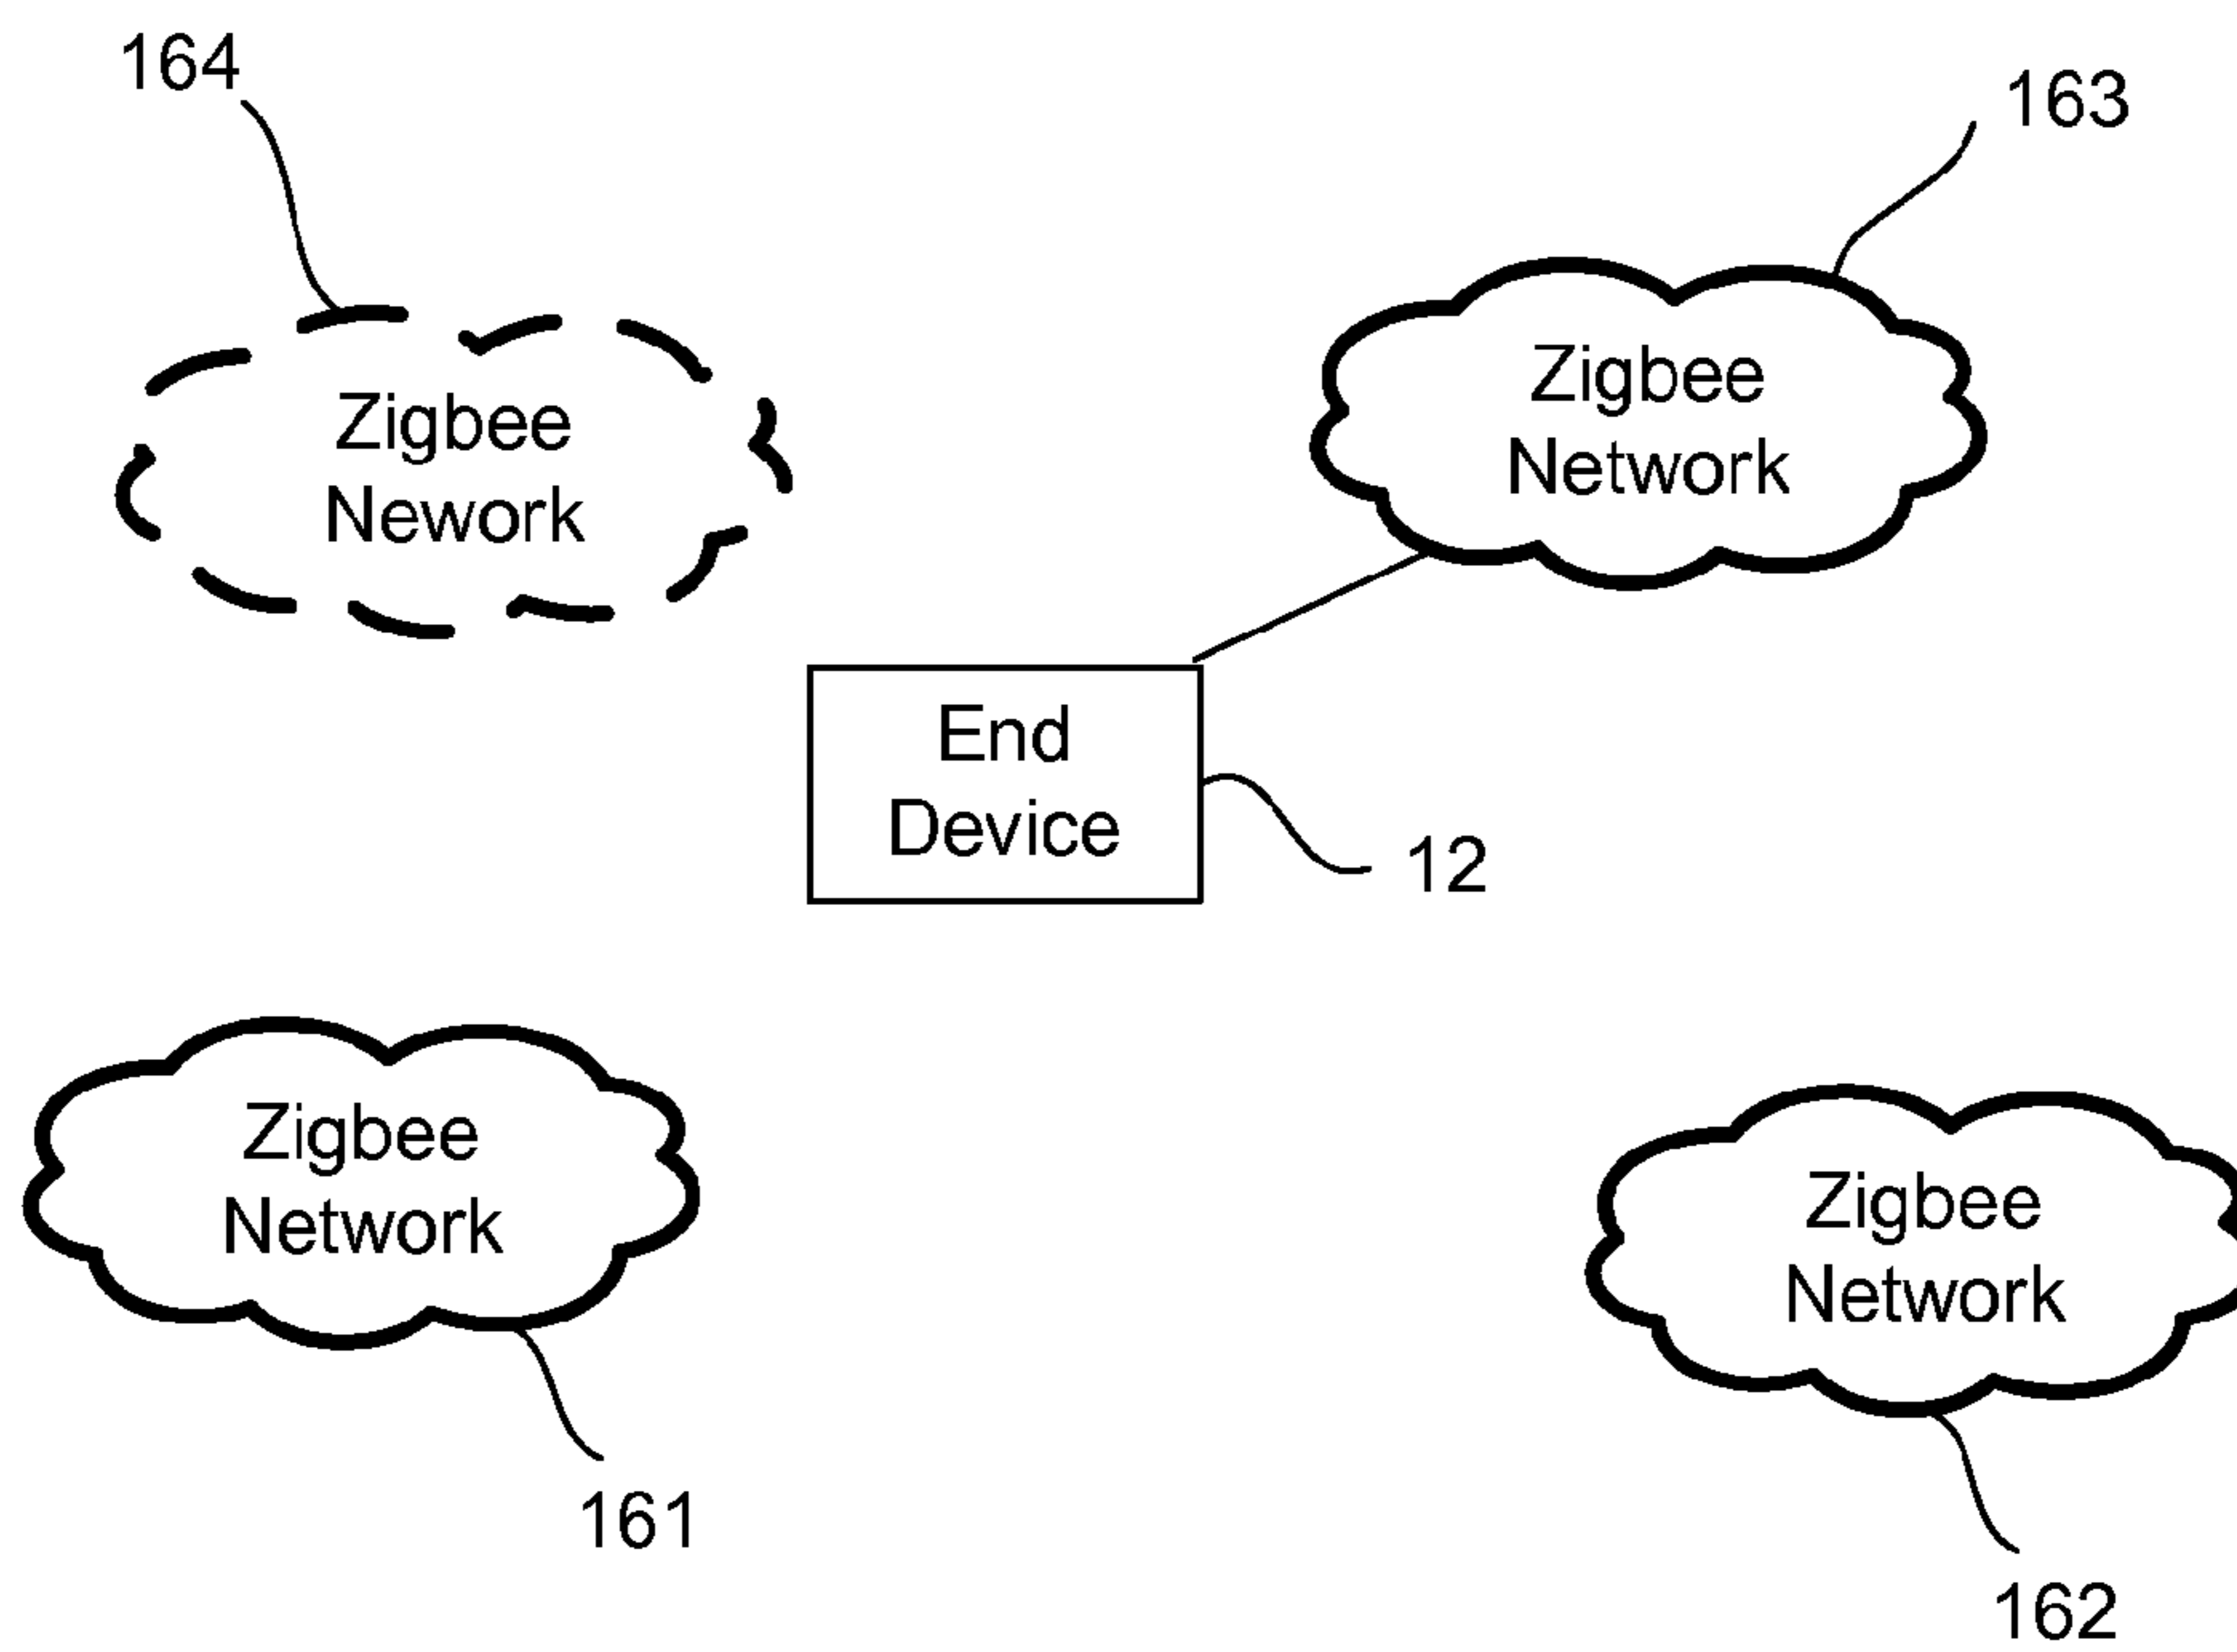 164
163
Zigbee
Nework
Zigbee
Network
End
Device
12
Zigbee
Network
161
Zigbee
Network
162